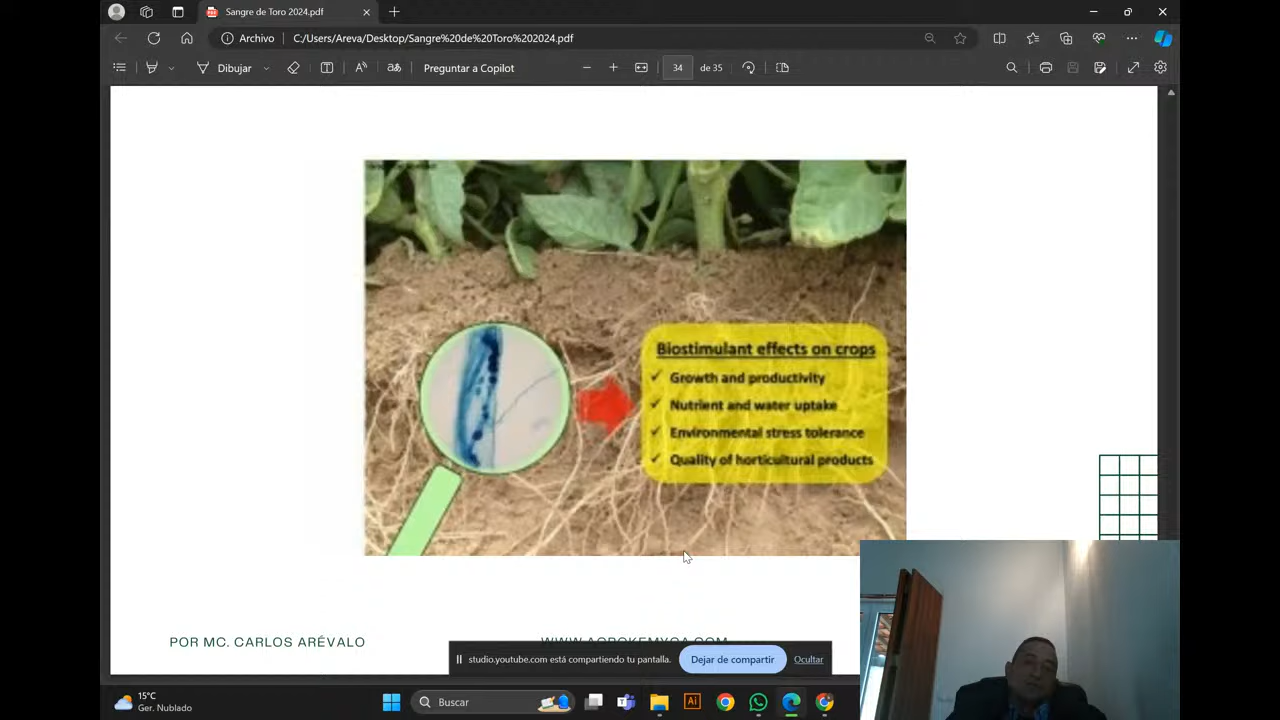 Sangre de Toro 2024.pdf
Archivo
C:/Users/Areva/Desktop/Sangre%20de%20Toro%202024.pdf
Dibujar
Preguntar a Copilot
34
de 35
Biostimulant effects on crops
✓ Growth and productivity
✓ Nutrient and water uptake
✓ Environmental stress tolerance
✓ Quality of horticultural products
POR MC. CARLOS ARÉVALO
studio.youtube.com está compartiendo tu pantalla.
Dejar de compartir
Ocultar
15°C
Ger. Nublado
Buscar
Ai